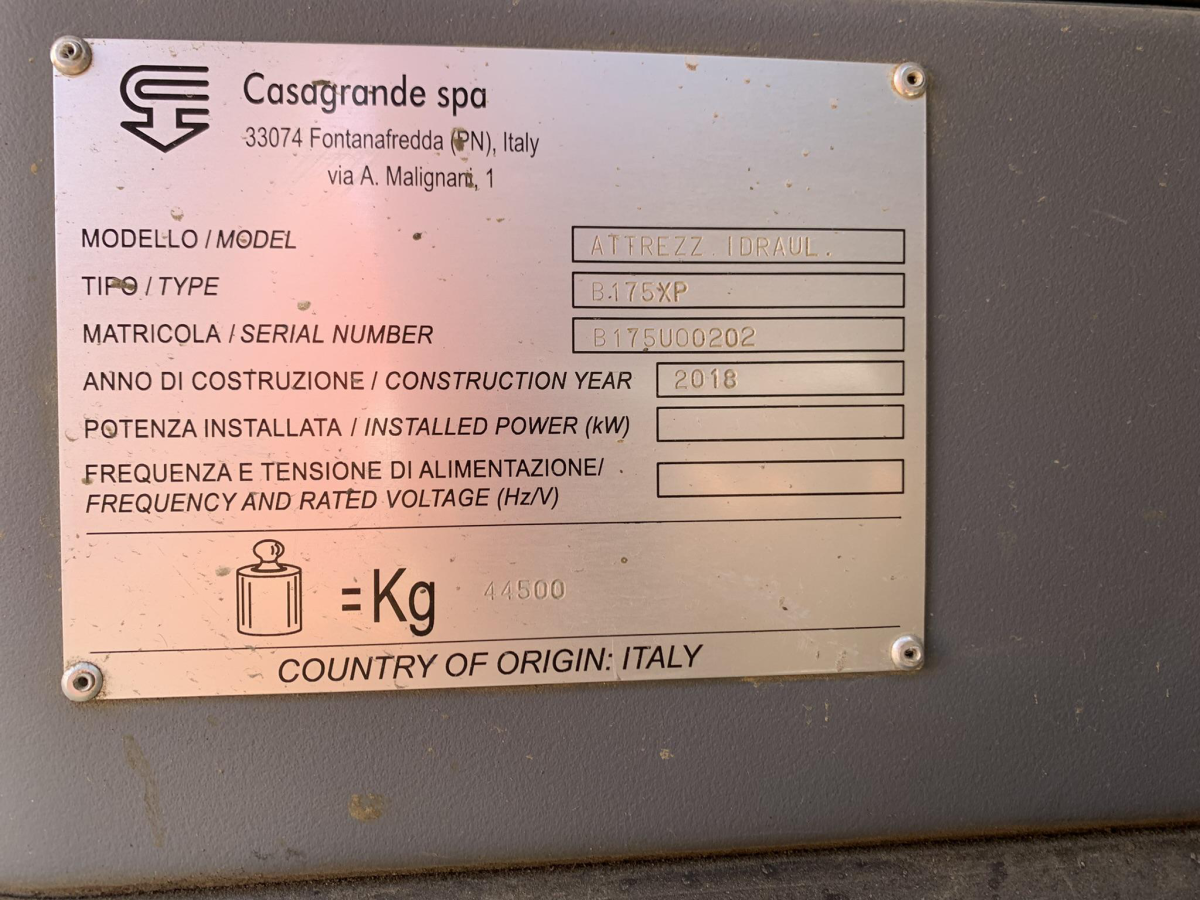 Casagrande spa
33074 Fontanafredda (PN), Italy
via A. Malignani, 1
MODELLO / MODEL ATTREZZ. IDRAUL.
TIPO / TYPE B175XP
MATRICOLA / SERIAL NUMBER B175U00202
ANNO DI COSTRUZIONE / CONSTRUCTION YEAR 2018
POTENZA INSTALLATA / INSTALLED POWER (kW)
FREQUENZA E TENSIONE DI ALIMENTAZIONE/
FREQUENCY AND RATED VOLTAGE (Hz/V)
=Kg 44500
COUNTRY OF ORIGIN: ITALY